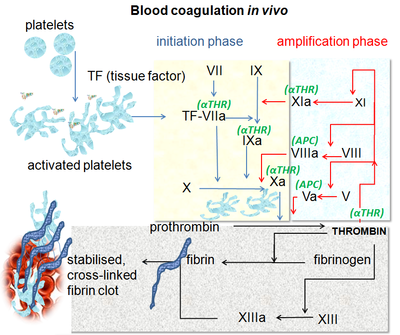 Blood coagulation in vivo
platelets
initiation phase
amplification phase
TF (tissue factor)
VII
IX
(αTHR)
(αTHR)
TF-VIIa
XIa
XI
(αTHR)
(APC)
IXa
VIIIa
VIII
activated platelets
(αTHR)
(APC)
X
Xa
Va
V
(αTHR)
prothrombin
THROMBIN
stabilised,
cross-linked
fibrin clot
fibrin
fibrinogen
XIIIa
XIII